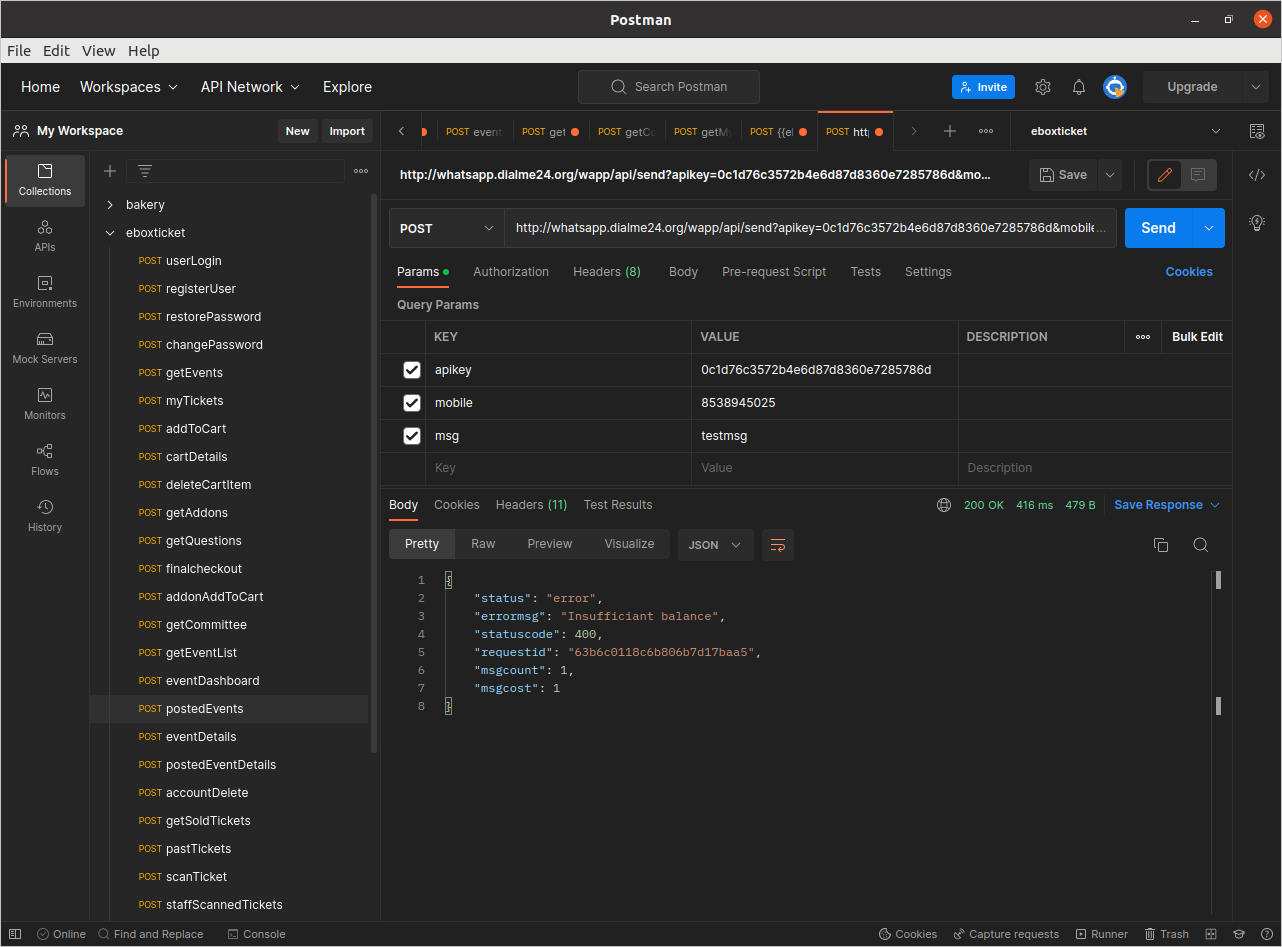 Postman
File Edit View Help
Home Workspaces API Network Explore Search Postman Invite Upgrade
My Workspace New Import POST event POST get POST getCo POST getMy POST {{el POST htt eboxticket
Collections
APIs
Environments
Mock Servers
Monitors
Flows
History
bakery
eboxticket
POST userLogin
POST registerUser
POST restorePassword
POST changePassword
POST getEvents
POST myTickets
POST addToCart
POST cartDetails
POST deleteCartItem
POST getAddons
POST getQuestions
POST finalcheckout
POST addonAddToCart
POST getCommittee
POST getEventList
POST eventDashboard
POST postedEvents
POST eventDetails
POST postedEventDetails
POST accountDelete
POST getSoldTickets
POST pastTickets
POST scanTicket
POST staffScannedTickets
http://whatsapp.dialme24.org/wapp/api/send?apikey=0c1d76c3572b4e6d87d8360e7285786d&mo... Save
POST http://whatsapp.dialme24.org/wapp/api/send?apikey=0c1d76c3572b4e6d87d8360e7285786d&mobile... Send
Params Authorization Headers (8) Body Pre-request Script Tests Settings Cookies
Query Params
KEY VALUE DESCRIPTION Bulk Edit
apikey 0c1d76c3572b4e6d87d8360e7285786d
mobile 8538945025
msg testmsg
Key Value Description
Body Cookies Headers (11) Test Results 200 OK 416 ms 479 B Save Response
Pretty Raw Preview Visualize JSON
1 {
2 "status": "error",
3 "errormsg": "Insufficiant balance",
4 "statuscode": 400,
5 "requestid": "63b6c0118c6b806b7d17baa5",
6 "msgcount": 1,
7 "msgcost": 1
8 }
Online Find and Replace Console Cookies Capture requests Runner Trash